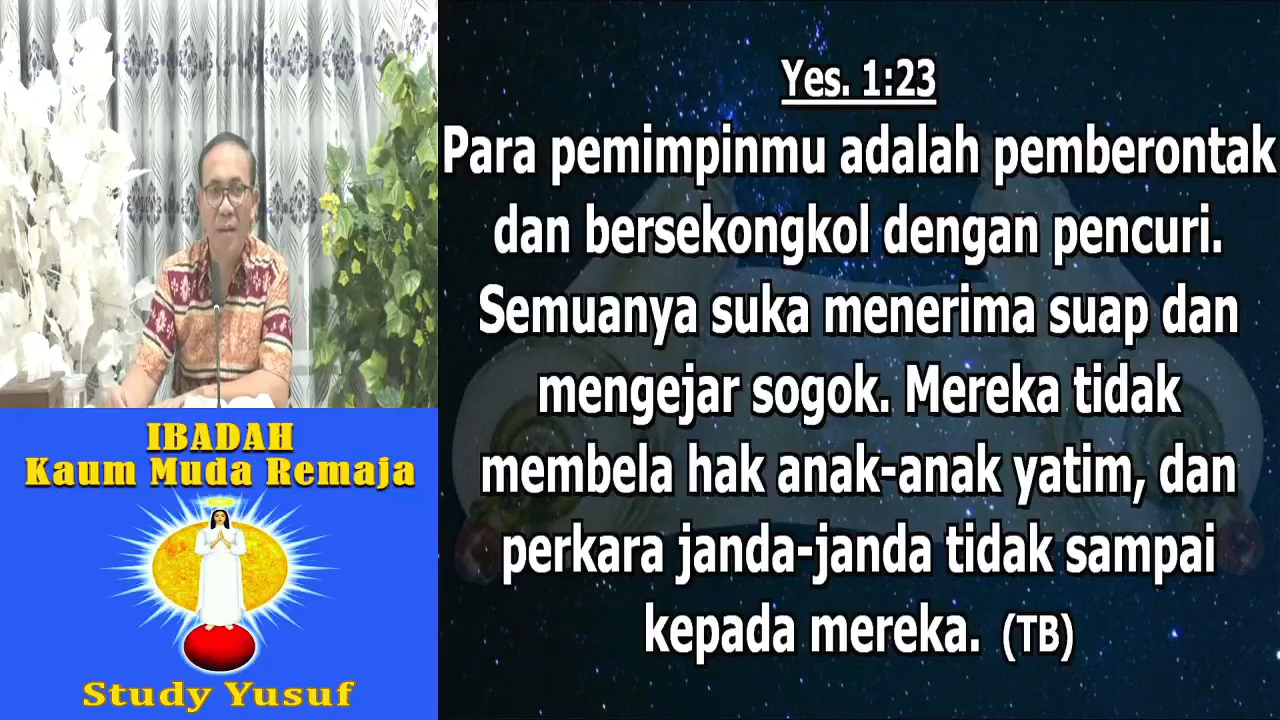 Yes. 1:23
Para pemimpinmu adalah pemberontak
dan bersekongkol dengan pencuri.
Semuanya suka menerima suap dan
mengejar sogok. Mereka tidak
membela hak anak-anak yatim, dan
perkara janda-janda tidak sampai
kepada mereka. (TB)
IBADAH
Kaum Muda Remaja
Study Yusuf